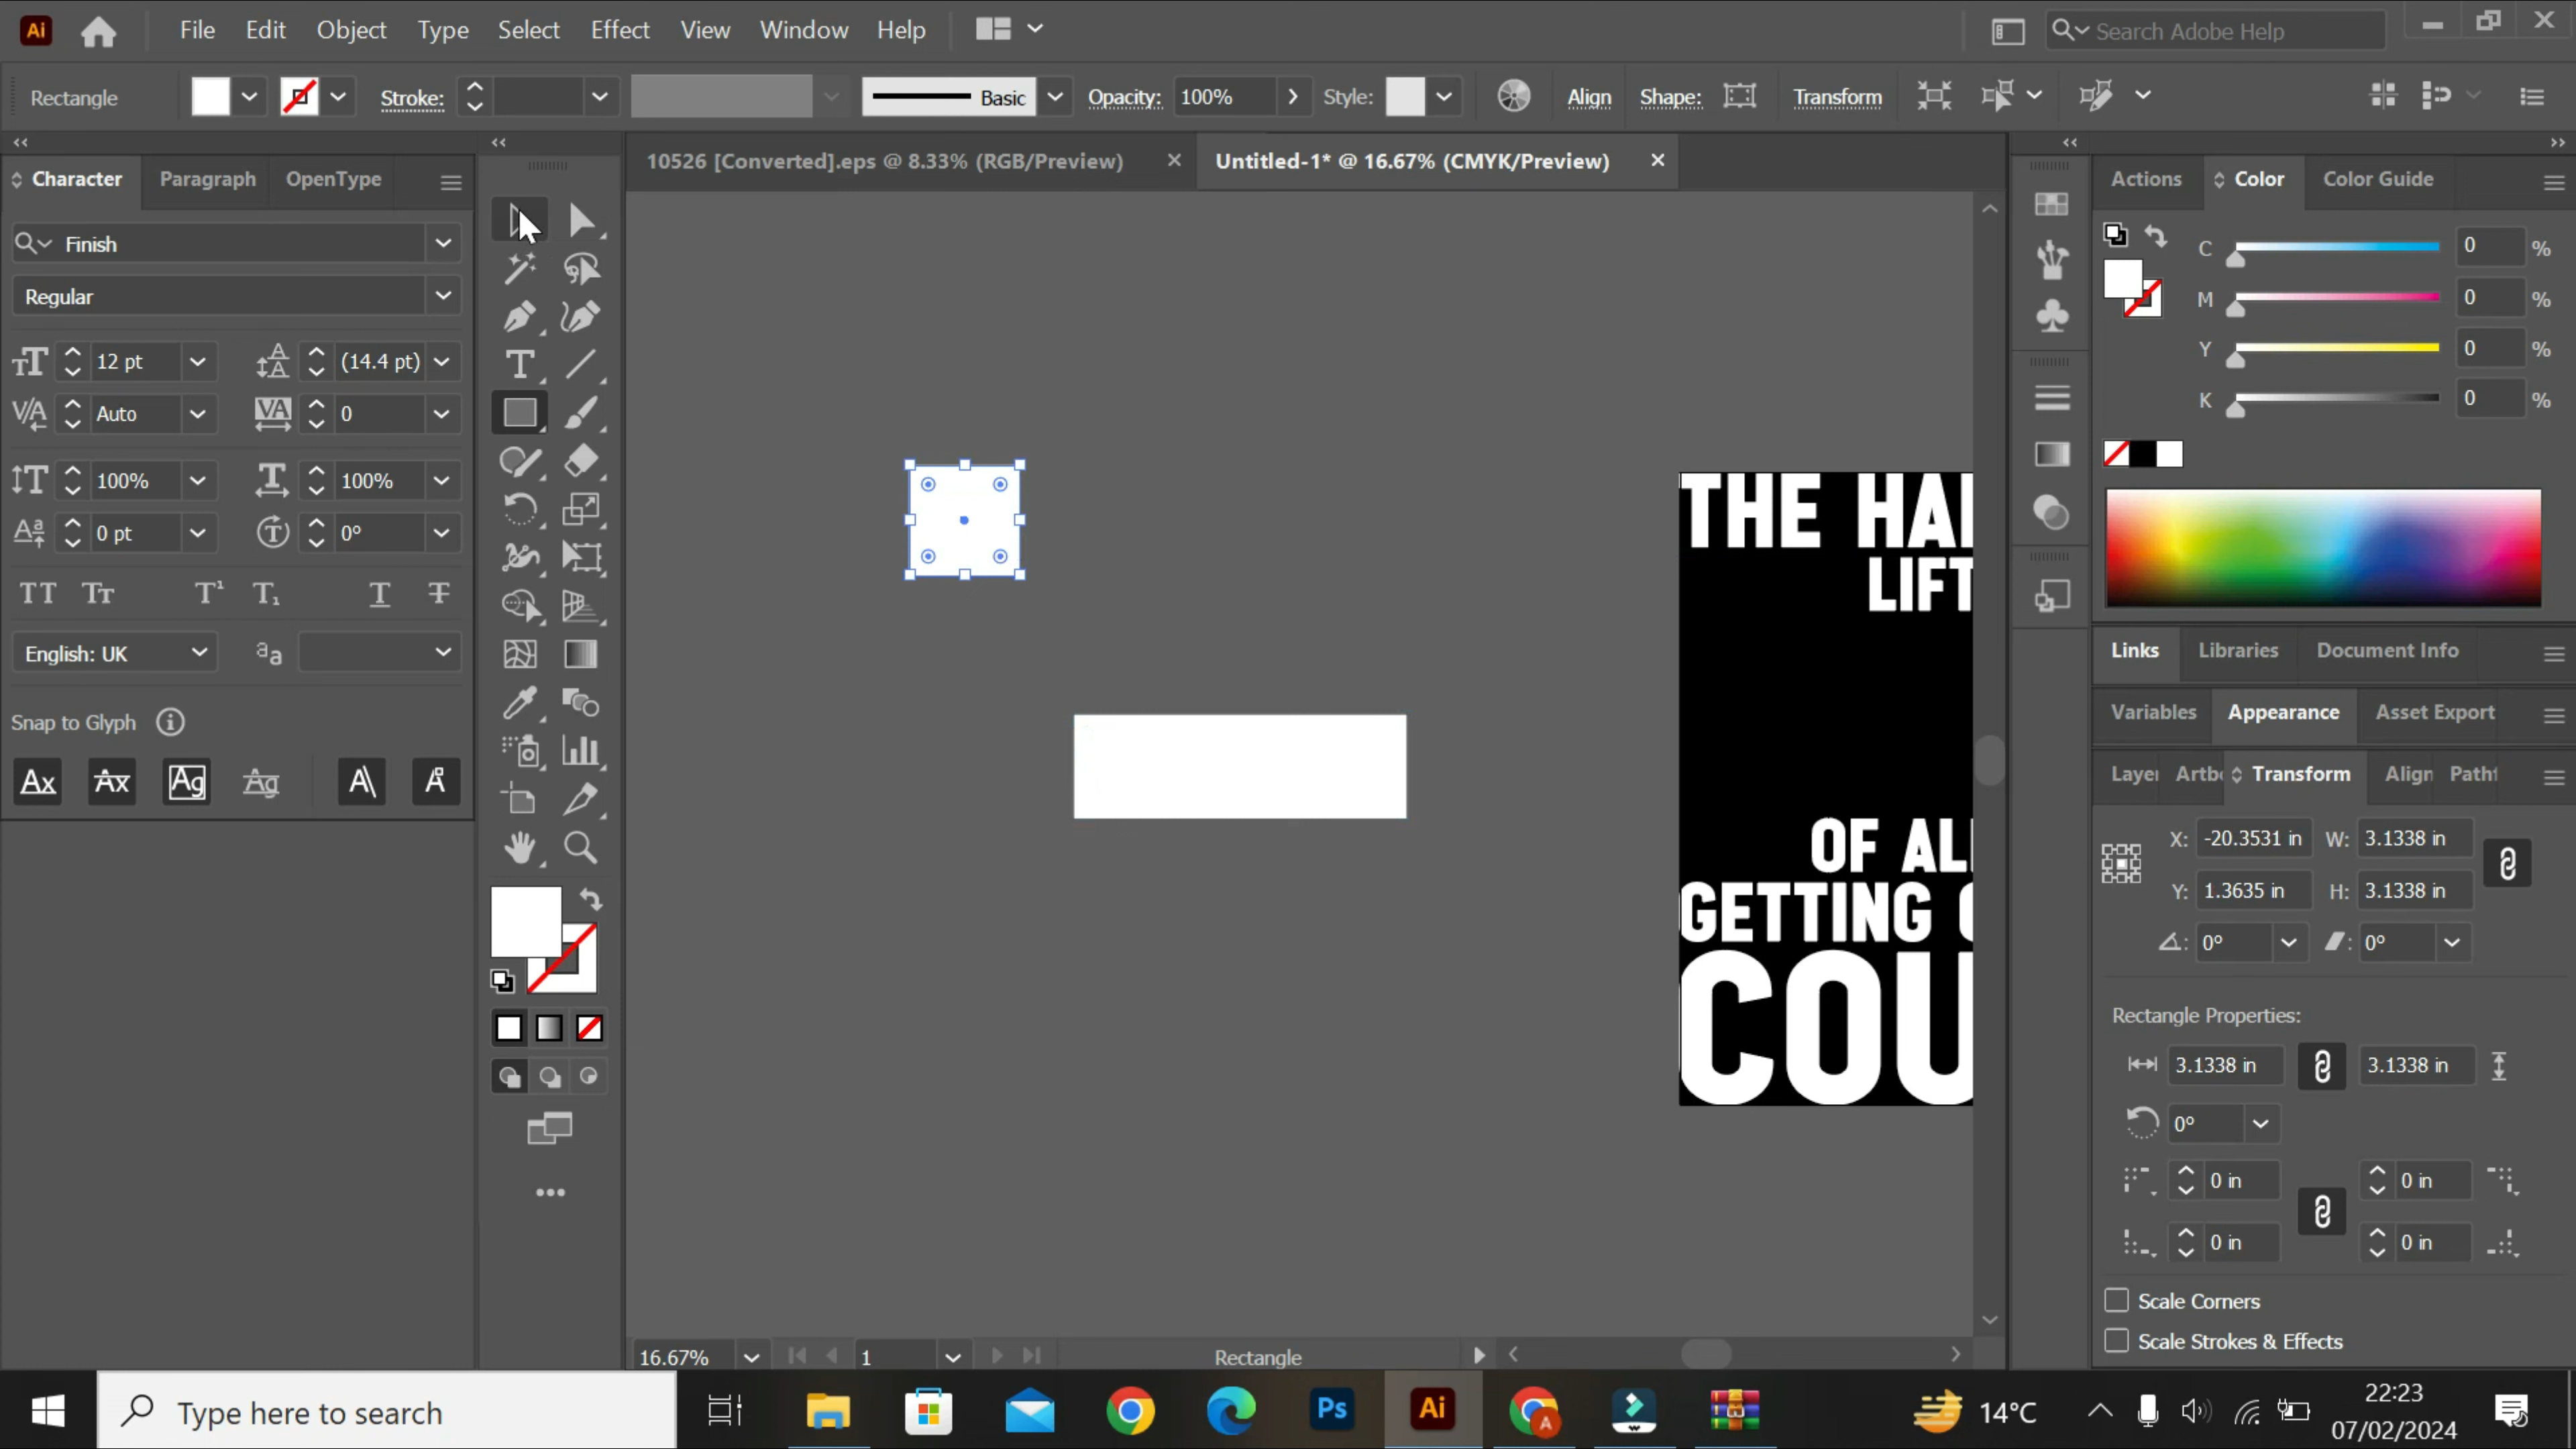 Ai File Edit Object Type Select Effect View Window Help Search Adobe Help
Rectangle Stroke: Basic Opacity: 100% Style: Align Shape: Transform
Character Paragraph OpenType
10526 [Converted].eps @ 8.33% (RGB/Preview) Untitled-1* @ 16.67% (CMYK/Preview)
Actions Color Color Guide
Finish
Regular
12 pt (14.4 pt)
Auto 0
100% 100%
0 pt 0°
English: UK
Snap to Glyph
C 0 %
M 0 %
Y 0 %
K 0 %
THE HA
LIFT
OF AL
GETTING
COU
Links Libraries Document Info
Variables Appearance Asset Export
Transform
X: -20.3531 in W: 3.1338 in
Y: 1.3635 in H: 3.1338 in
0° 0°
Rectangle Properties:
3.1338 in 3.1338 in
0°
0 in 0 in
0 in 0 in
Scale Corners
Scale Strokes & Effects
16.67% 1 Rectangle
Type here to search
Ps Ai A
14°C
22:23
07/02/2024